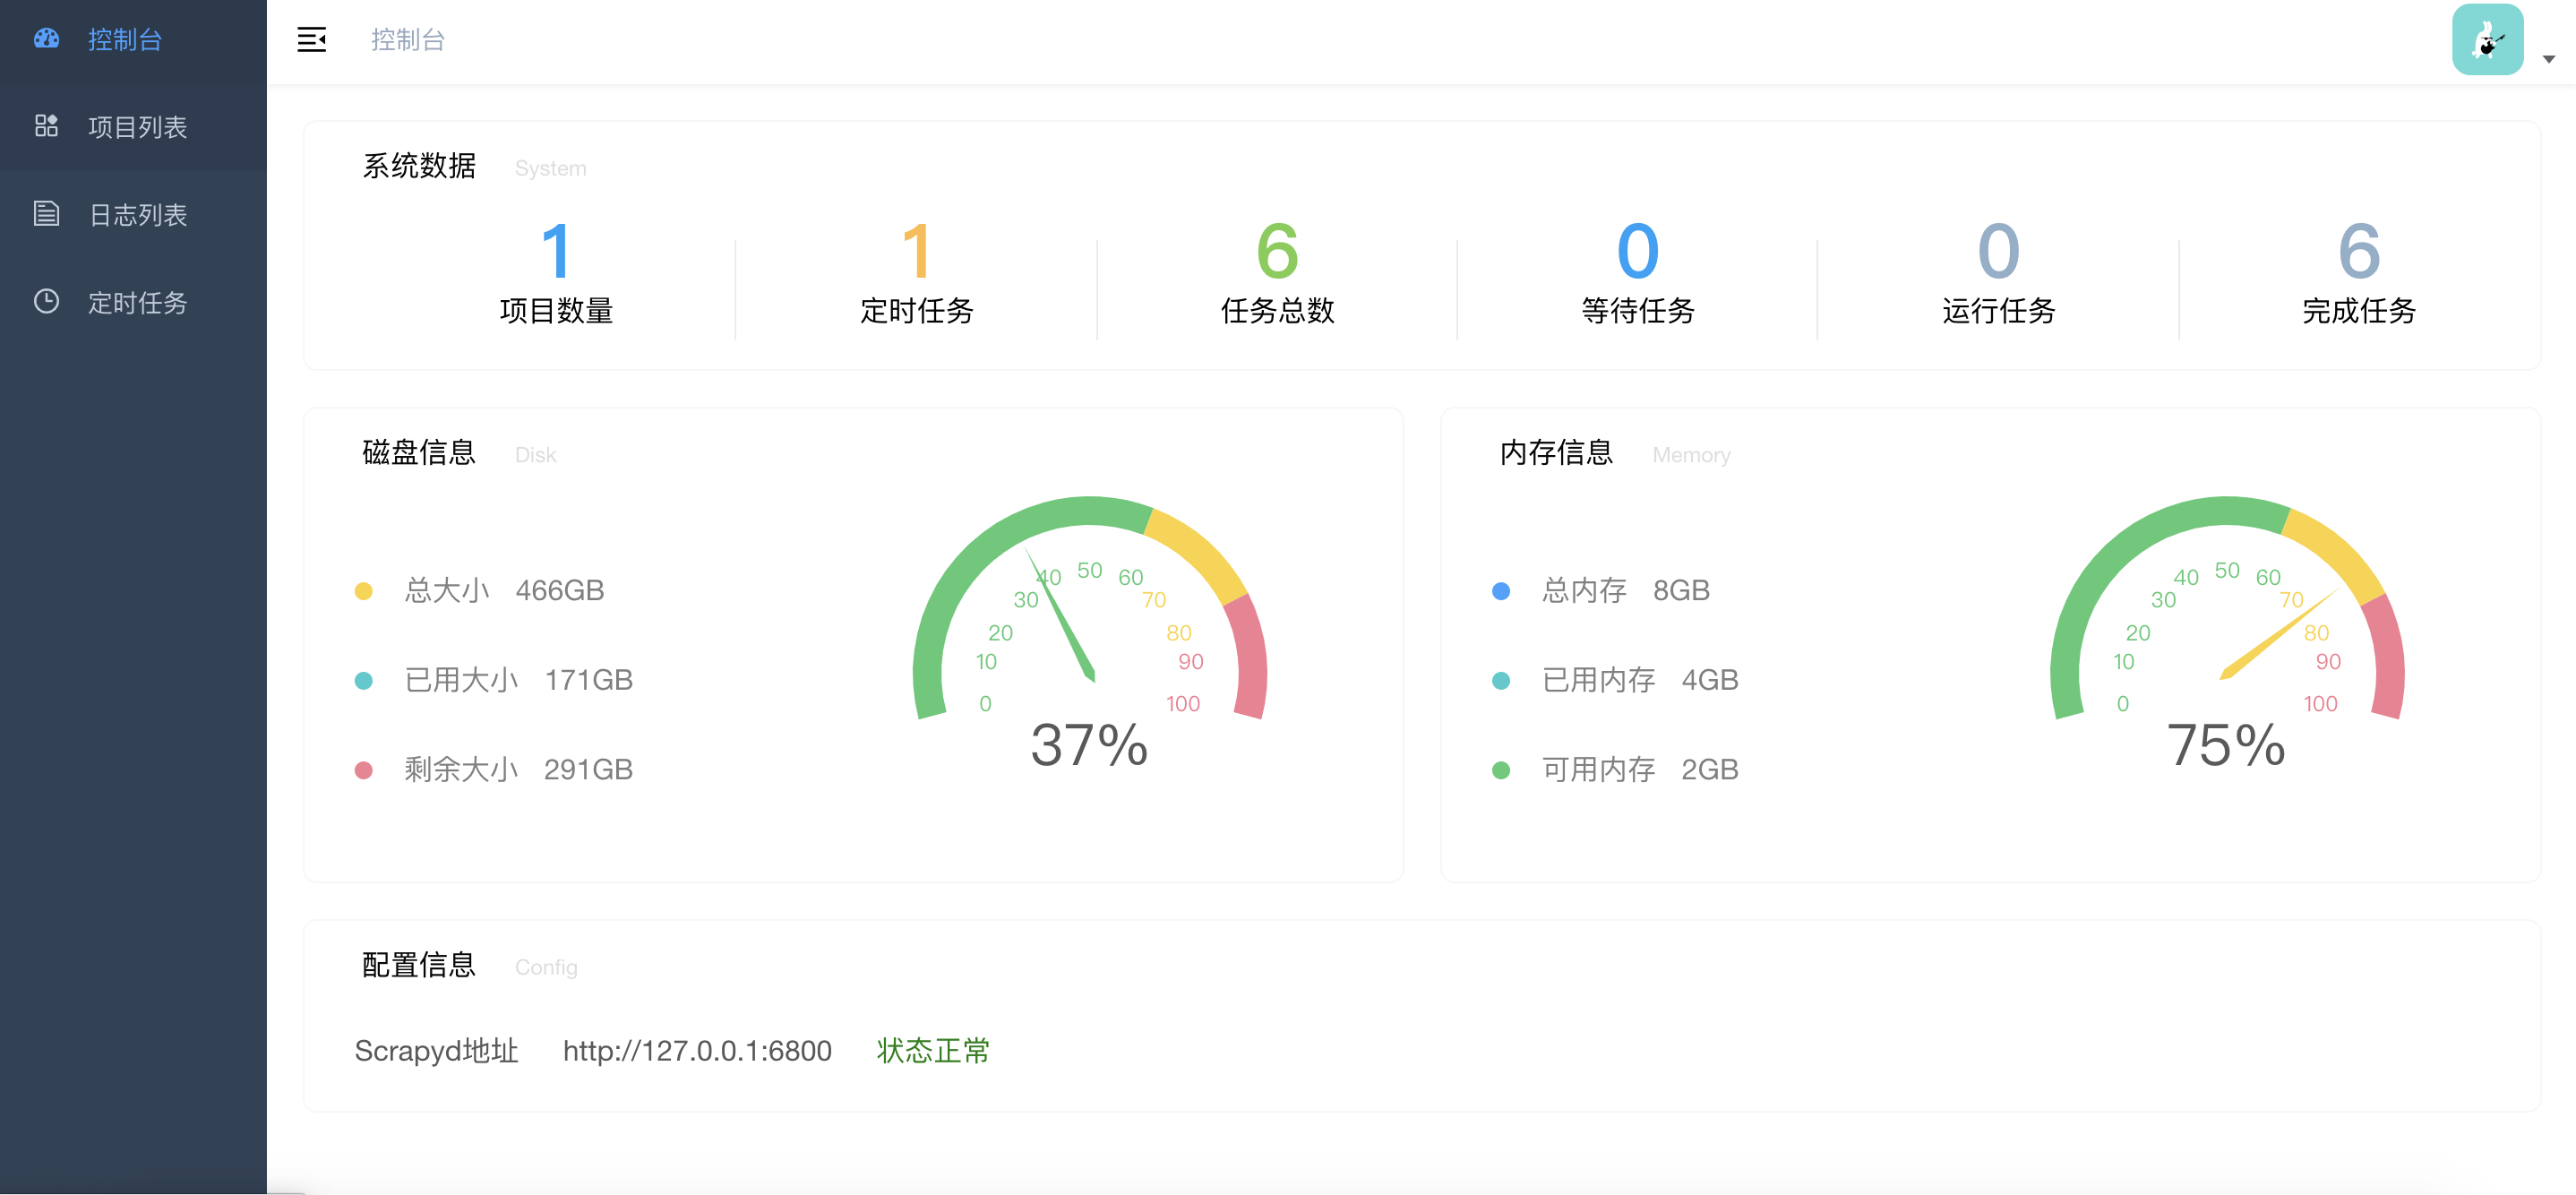 控制台
项目列表
日志列表
定时任务
控制台
系统数据 System
1 1 6 0 0 6
项目数量 定时任务 任务总数 等待任务 运行任务 完成任务
磁盘信息 Disk
总大小 466GB
已用大小 171GB
剩余大小 291GB
0 10 20 30 40 50 60 70 80 90 100
37%
内存信息 Memory
总内存 8GB
已用内存 4GB
可用内存 2GB
0 10 20 30 40 50 60 70 80 90 100
75%
配置信息 Config
Scrapyd地址 http://127.0.0.1:6800 状态正常